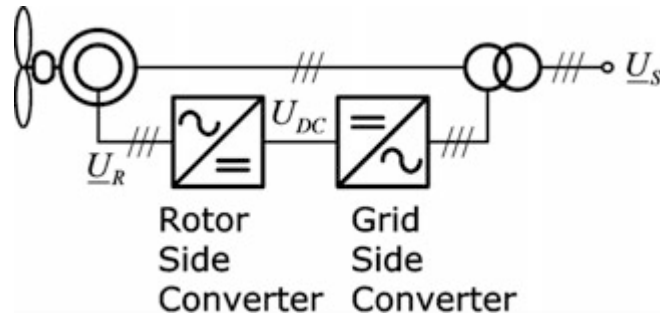 U_S
U_DC
U_R
Rotor
Side
Converter
Grid
Side
Converter